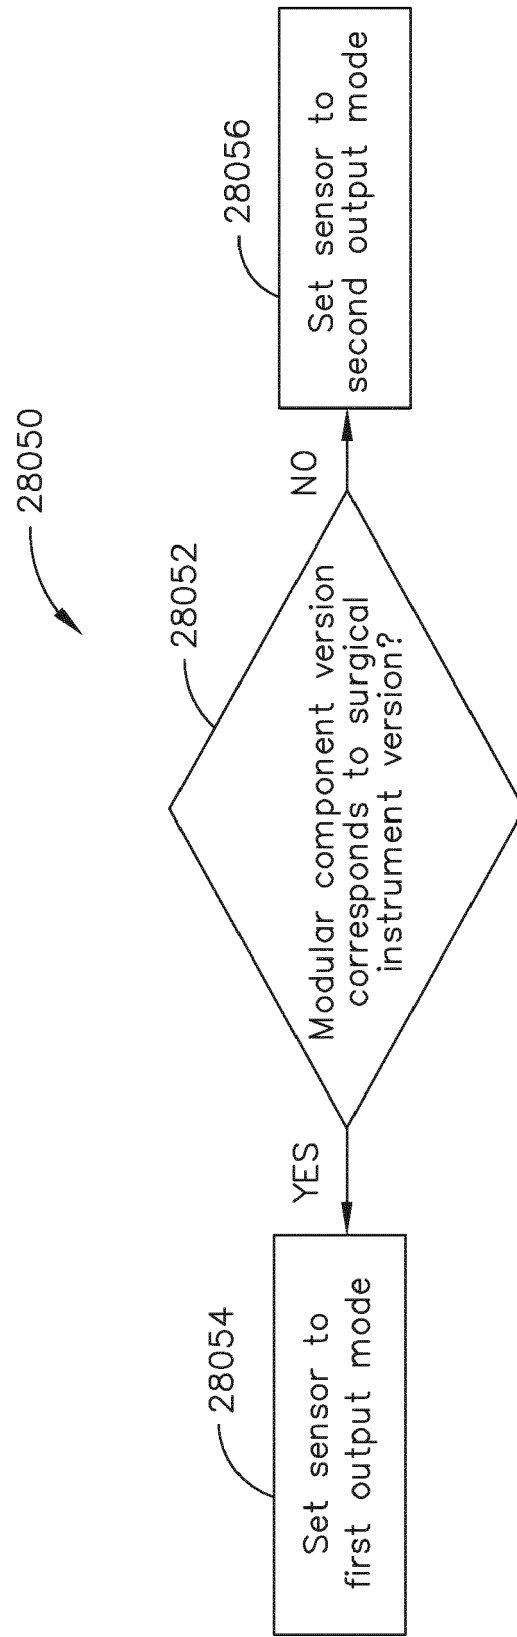 28050
28052
Modular component version
corresponds to surgical
instrument version?
YES
28054
Set sensor to
first output mode
NO
28056
Set sensor to
second output mode